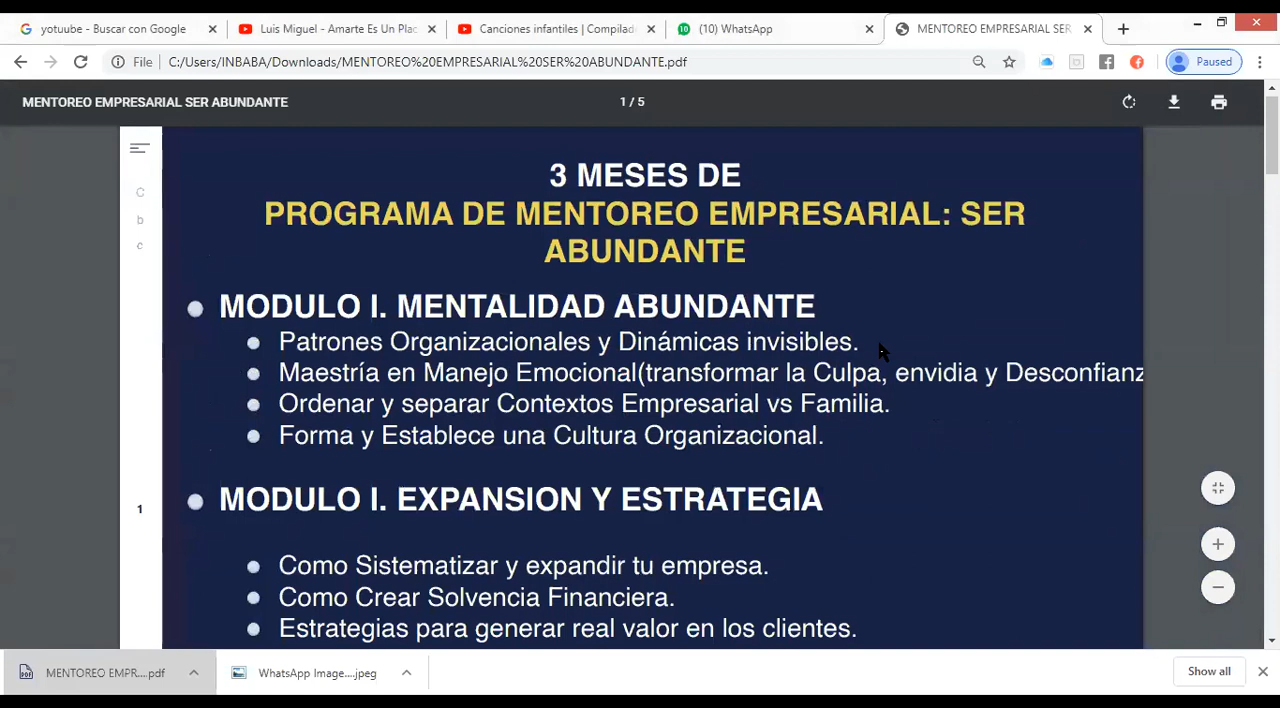 yotuube - Buscar con Google
Luis Miguel - Amarte Es Un Plac
Canciones infantiles | Compilado
(10) WhatsApp
MENTOREO EMPRESARIAL SER
File
C:/Users/INBABA/Downloads/MENTOREO%20EMPRESARIAL%20SER%20ABUNDANTE.pdf
Paused
MENTOREO EMPRESARIAL SER ABUNDANTE
1 / 5
3 MESES DE
PROGRAMA DE MENTOREO EMPRESARIAL: SER
ABUNDANTE
MODULO I. MENTALIDAD ABUNDANTE
Patrones Organizacionales y Dinámicas invisibles.
Maestría en Manejo Emocional(transformar la Culpa, envidia y Desconfianz
Ordenar y separar Contextos Empresarial vs Familia.
Forma y Establece una Cultura Organizacional.
1
MODULO I. EXPANSION Y ESTRATEGIA
Como Sistematizar y expandir tu empresa.
Como Crear Solvencia Financiera.
Estrategias para generar real valor en los clientes.
MENTOREO EMPR....pdf
WhatsApp Image....jpeg
Show all